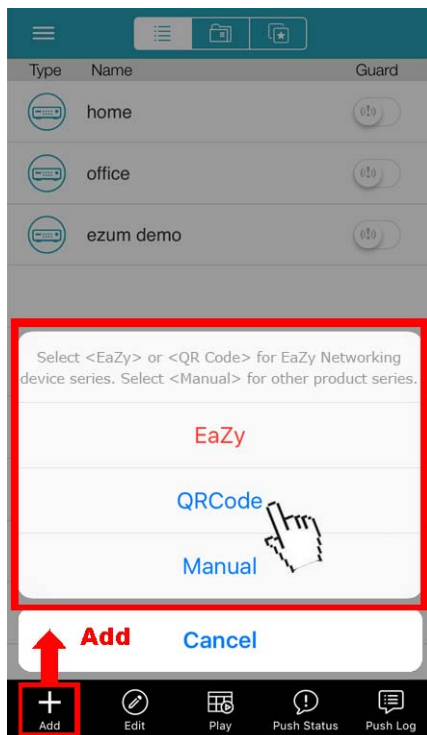 Type Name Guard
home
office
ezum demo
Select <EaZy> or <QR Code> for EaZy Networking
device series. Select <Manual> for other product series.
EaZy
QRCode
Manual
Add Cancel
Add Edit Play Push Status Push Log